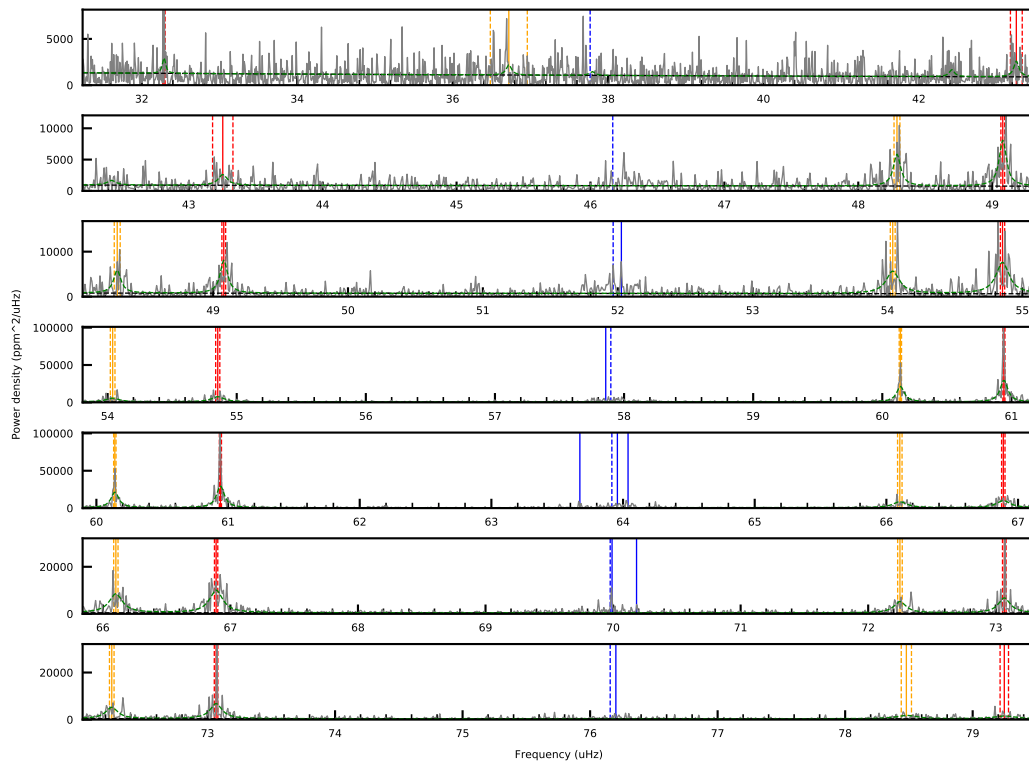 5000
0
32 34 36 38 40 42
10000
5000
0
43 44 45 46 47 48 49
10000
0
49 50 51 52 53 54 55
100000
50000
0
54 55 56 57 58 59 60 61
100000
50000
0
60 61 62 63 64 65 66 67
20000
0
66 67 68 69 70 71 72 73
20000
0
73 74 75 76 77 78 79
Power density (ppm^2/uHz)
Frequency (uHz)